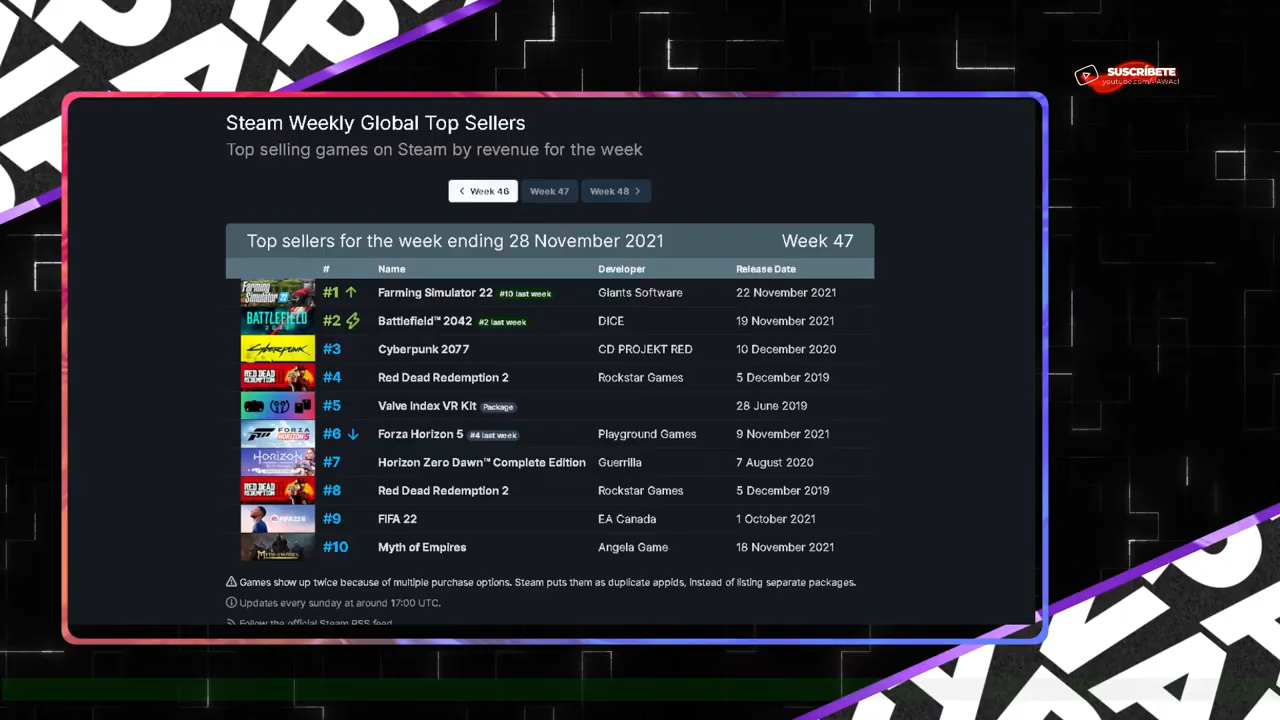 SUSCRÍBETE
Steam Weekly Global Top Sellers
Top selling games on Steam by revenue for the week
Week 46 Week 47 Week 48
Top sellers for the week ending 28 November 2021 Week 47
# Name Developer Release Date
#1 Farming Simulator 22 #10 last week Giants Software 22 November 2021
#2 Battlefield™ 2042 #2 last week DICE 19 November 2021
#3 Cyberpunk 2077 CD PROJEKT RED 10 December 2020
#4 Red Dead Redemption 2 Rockstar Games 5 December 2019
#5 Valve Index VR Kit Package 28 June 2019
#6 Forza Horizon 5 #4 last week Playground Games 9 November 2021
#7 Horizon Zero Dawn™ Complete Edition Guerrilla 7 August 2020
#8 Red Dead Redemption 2 Rockstar Games 5 December 2019
#9 FIFA 22 EA Canada 1 October 2021
#10 Myth of Empires Angela Game 18 November 2021
Games show up twice because of multiple purchase options. Steam puts them as duplicate appids, instead of listing separate packages.
Updates every sunday at around 17:00 UTC.
Follow the official Steam RSS feed